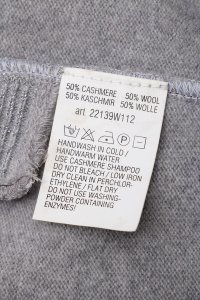 50% CASHMERE / 50% WOOL
50% KASCHMIR / 50% WOLLE
art. 22139W112
P
HANDWASH IN COLD /
HANDWARM WATER
USE CASHMERE SHAMPOO
DO NOT BLEACH / LOW IRON
DRY CLEAN IN PERCHLOR-
ETHYLENE / FLAT DRY
DO NOT USE WASHING-
POWDER CONTAINING
ENZYMES!